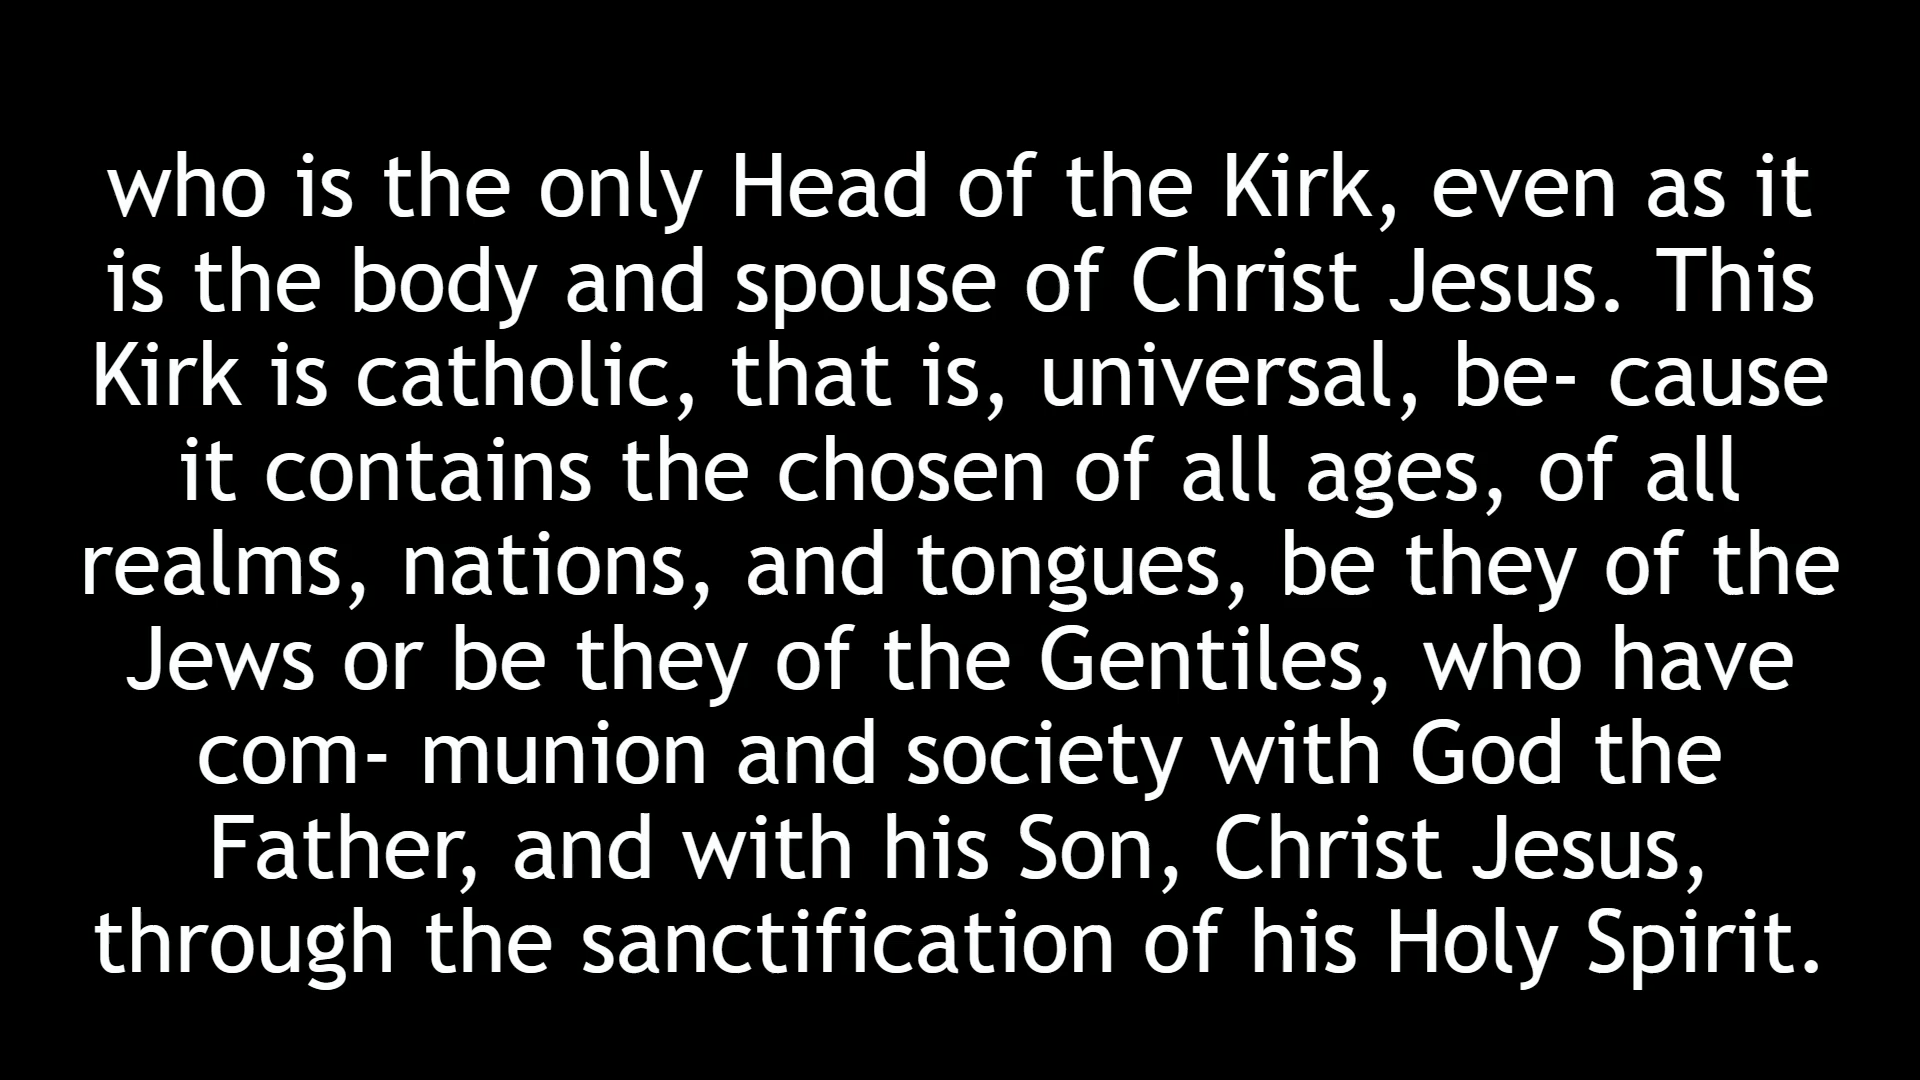 who is the only Head of the Kirk, even as it
is the body and spouse of Christ Jesus. This
Kirk is catholic, that is, universal, be- cause
it contains the chosen of all ages, of all
realms, nations, and tongues, be they of the
Jews or be they of the Gentiles, who have
com- munion and society with God the
Father, and with his Son, Christ Jesus,
through the sanctification of his Holy Spirit.